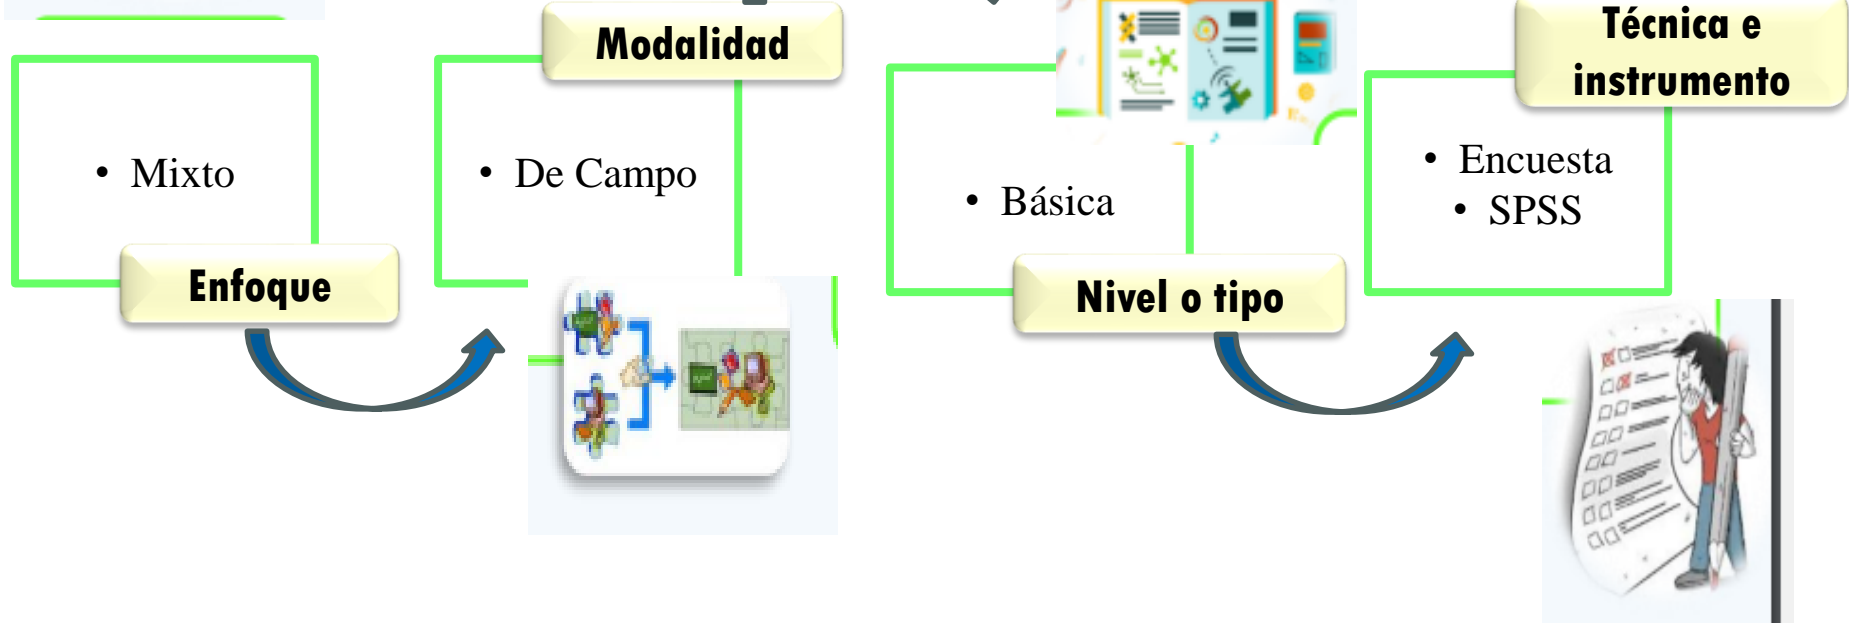 • Mixto
Enfoque
Modalidad
• De Campo
• Básica
Nivel o tipo
Técnica e
instrumento
• Encuesta
• SPSS